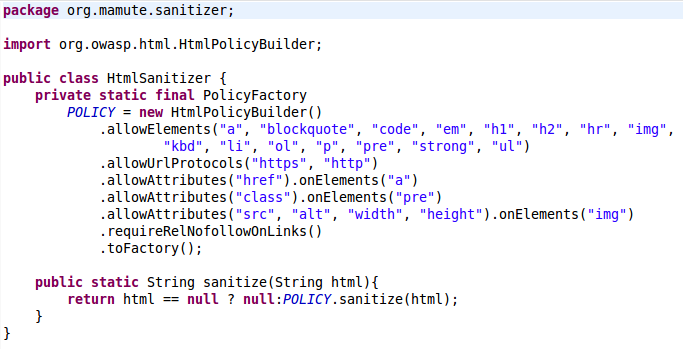 package org.mamute.sanitizer;
import org.owasp.html.HtmlPolicyBuilder;
public class HtmlSanitizer {
private static final PolicyFactory
POLICY = new HtmlPolicyBuilder()
.allowElements("a", "blockquote", "code", "em", "h1", "h2", "hr", "img",
"kbd", "li", "ol", "p", "pre", "strong", "ul")
.allowUrlProtocols("https", "http")
.allowAttributes("href").onElements("a")
.allowAttributes("class").onElements("pre")
.allowAttributes("src", "alt", "width", "height").onElements("img")
.requireRelNofollowOnLinks()
.toFactory();
public static String sanitize(String html){
return html == null ? null:POLICY.sanitize(html);
}
}